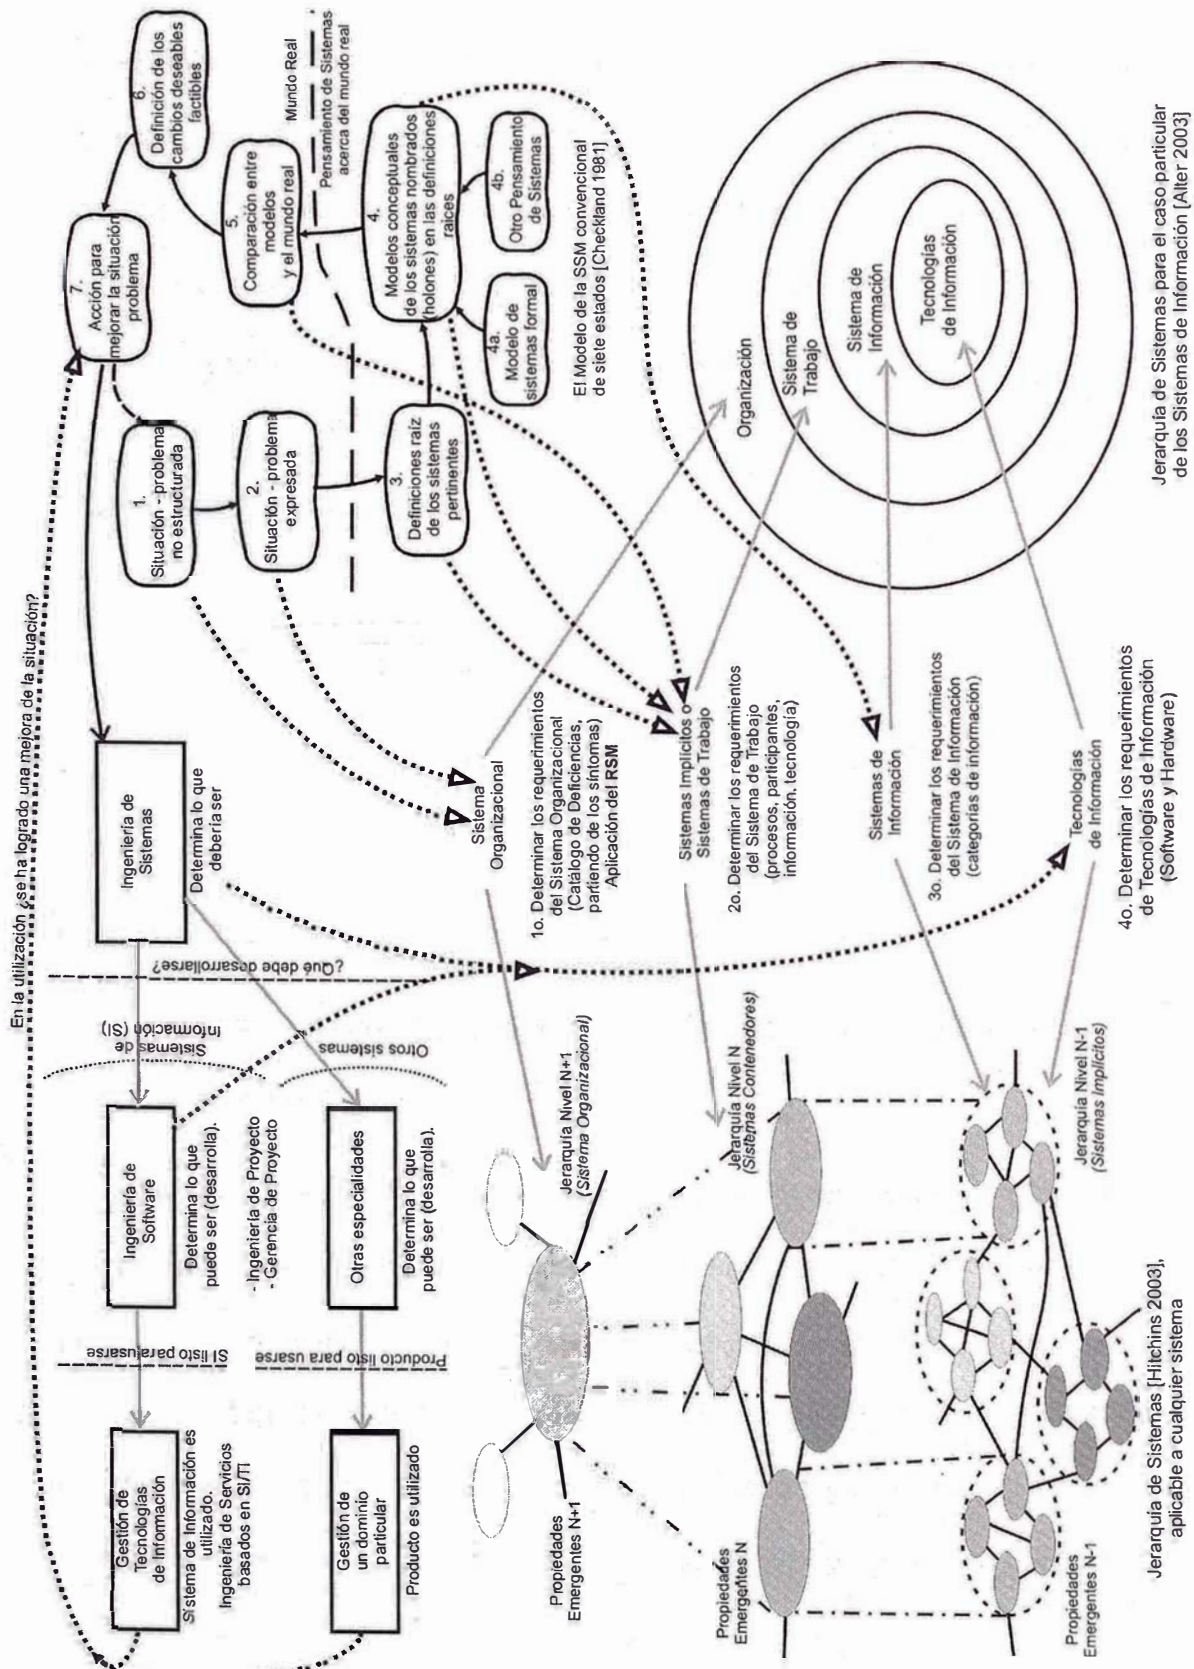 En la utilización ¿se ha logrado una mejora de la situación?
Gestión de
Tecnologías
de Información
Sistema de Información es
utilizado.
Ingeniería de Servicios
basados en SI/TI
SI listo para usarse
Ingeniería de
Software
Determina lo que
puede ser (desarrolla).
- Ingeniería de Proyecto
- Gerencia de Proyecto
Sistemas de
Información (SI)
¿Qué debe desarrollarse?
Ingeniería de
Sistemas
Determina lo que
debería ser
Gestión de
un dominio
particular
Producto es utilizado
Producto listo para usarse
Otras especialidades
Determina lo que
puede ser (desarrolla).
Otros sistemas
7.
Acción para
mejorar la situación
problema
6.
Definición de los
cambios deseables
factibles
1.
Situación - problema
no estructurada
2.
Situación - problema
expresada
5.
Comparación entre
modelos
y el mundo real
Mundo Real
Pensamiento de Sistemas
acerca del mundo real
3.
Definiciones raíz
de los sistemas
pertinentes
4.
Modelos conceptuales
de los sistemas nombrados
(holones) en las definiciones
raíces
4a.
Modelo de
sistemas formal
4b.
Otro Pensamiento
de Sistemas
El Modelo de la SSM convencional
de siete estados [Checkland 1981]
Propiedades
Emergentes N+1
Jerarquía Nivel N+1
(Sistema Organizacional)
Sistema
Organizacional
1o. Determinar los requerimientos
del Sistema Organizacional
(Catálogo de Deficiencias,
partiendo de los síntomas)
Aplicación del RSM
Propiedades
Emergentes N
Jerarquía Nivel N
(Sistemas Contenedores)
Sistemas Implícitos o
Sistemas de Trabajo
2o. Determinar los requerimientos
del Sistema de Trabajo
(procesos, participantes,
información, tecnología)
Sistemas de
Información
3o. Determinar los requerimientos
del Sistema de Información
(categorías de información)
Propiedades
Emergentes N-1
Jerarquía Nivel N-1
(Sistemas Implícitos)
Tecnologías
de Información
4o. Determinar los requerimientos
de Tecnologías de Información
(Software y Hardware)
Organización
Sistema de
Trabajo
Sistema de
Información
Tecnologías
de Información
Jerarquía de Sistemas [Hitchins 2003],
aplicable a cualquier sistema
Jerarquía de Sistemas para el caso particular
de los Sistemas de Información [Alter 2003]